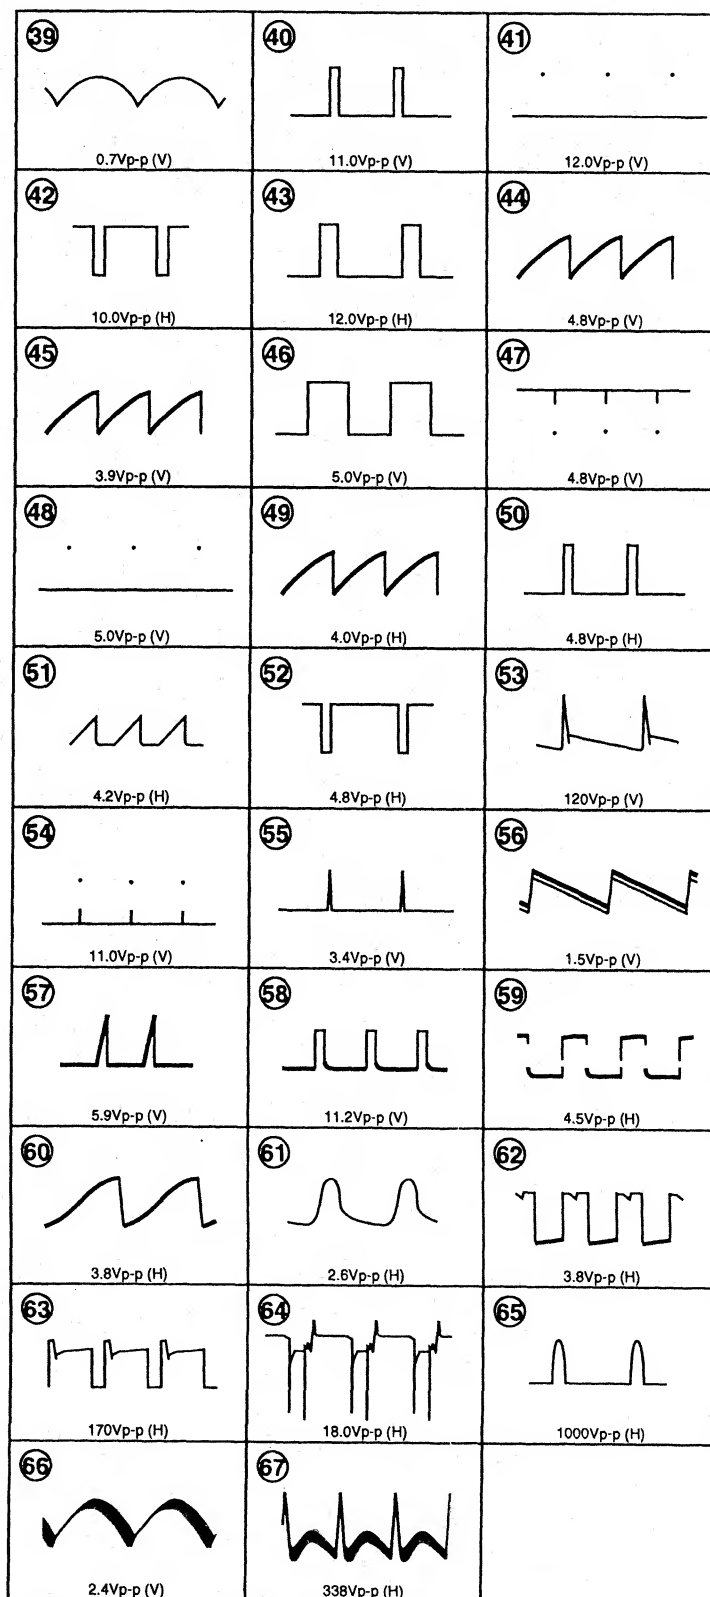 39 40 41
0.7Vp-p (V) 11.0Vp-p (V) 12.0Vp-p (V)
42 43 44
10.0Vp-p (H) 12.0Vp-p (H) 4.8Vp-p (V)
45 46 47
3.9Vp-p (V) 5.0Vp-p (V) 4.8Vp-p (V)
48 49 50
5.0Vp-p (V) 4.0Vp-p (H) 4.8Vp-p (H)
51 52 53
4.2Vp-p (H) 4.8Vp-p (H) 120Vp-p (V)
54 55 56
11.0Vp-p (V) 3.4Vp-p (V) 1.5Vp-p (V)
57 58 59
5.9Vp-p (V) 11.2Vp-p (V) 4.5Vp-p (H)
60 61 62
3.8Vp-p (H) 2.6Vp-p (H) 3.8Vp-p (H)
63 64 65
170Vp-p (H) 18.0Vp-p (H) 1000Vp-p (H)
66 67
2.4Vp-p (V) 338Vp-p (H)